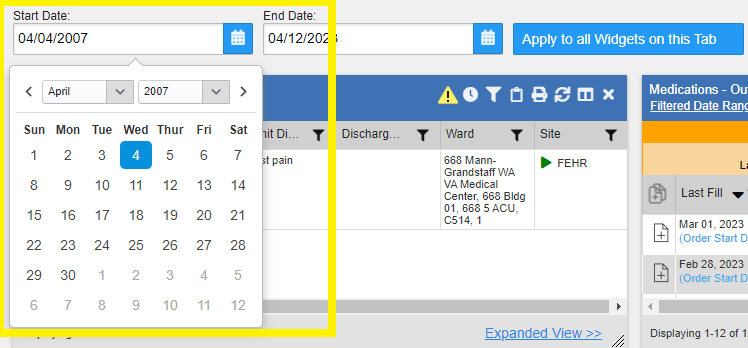 Start Date:
End Date:
04/04/2007
04/12/2023
Apply to all Widgets on this Tab
April
2007
Sun Mon Tue Wed Thur Fri Sat
1 2 3 4 5 6 7
8 9 10 11 12 13 14
15 16 17 18 19 20 21
22 23 24 25 26 27 28
29 30 1 2 3 4 5
6 7 8 9 10 11 12
Discharg...
Ward
Site
668 Mann-
Grandstaff WA
VA Medical
Center, 668 Bldg
01, 668 5 ACU,
C514, 1
FEHR
pain
Expanded View >>
Medications - Ou
Filtered Date Rang
Last Fill
Mar 01, 2023
(Order Start D
Feb 28, 2023
(Order Start D
Displaying 1-12 of 1